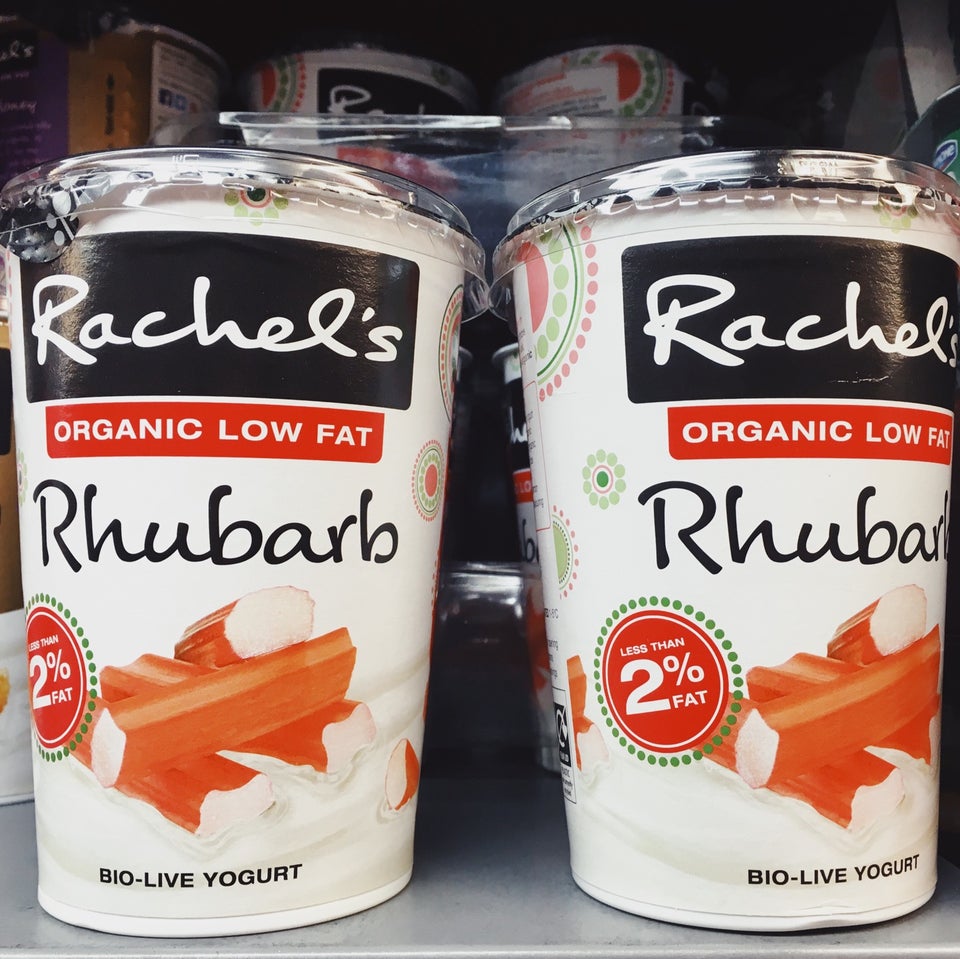 Rachel's
ORGANIC LOW FAT
Rhubarb
LESS THAN
2%
FAT
BIO-LIVE YOGURT
Rachel's
ORGANIC LOW FAT
Rhubarb
LESS THAN
2%
FAT
BIO-LIVE YOGURT